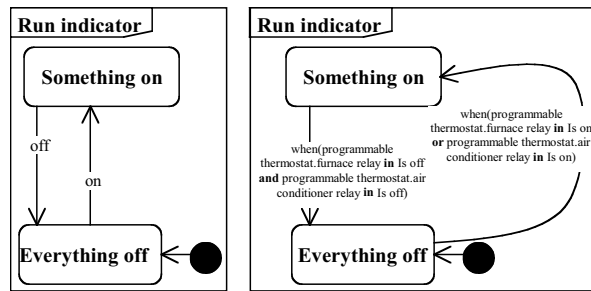 Run indicator
Something on
off
on
Everything off
Run indicator
Something on
when(programmable
thermostat.furnace relay in Is off
and programmable thermostat.air
conditioner relay in Is off)
when(programmable
thermostat.furnace relay in Is on
or programmable thermostat.air
conditioner relay in Is on)
Everything off